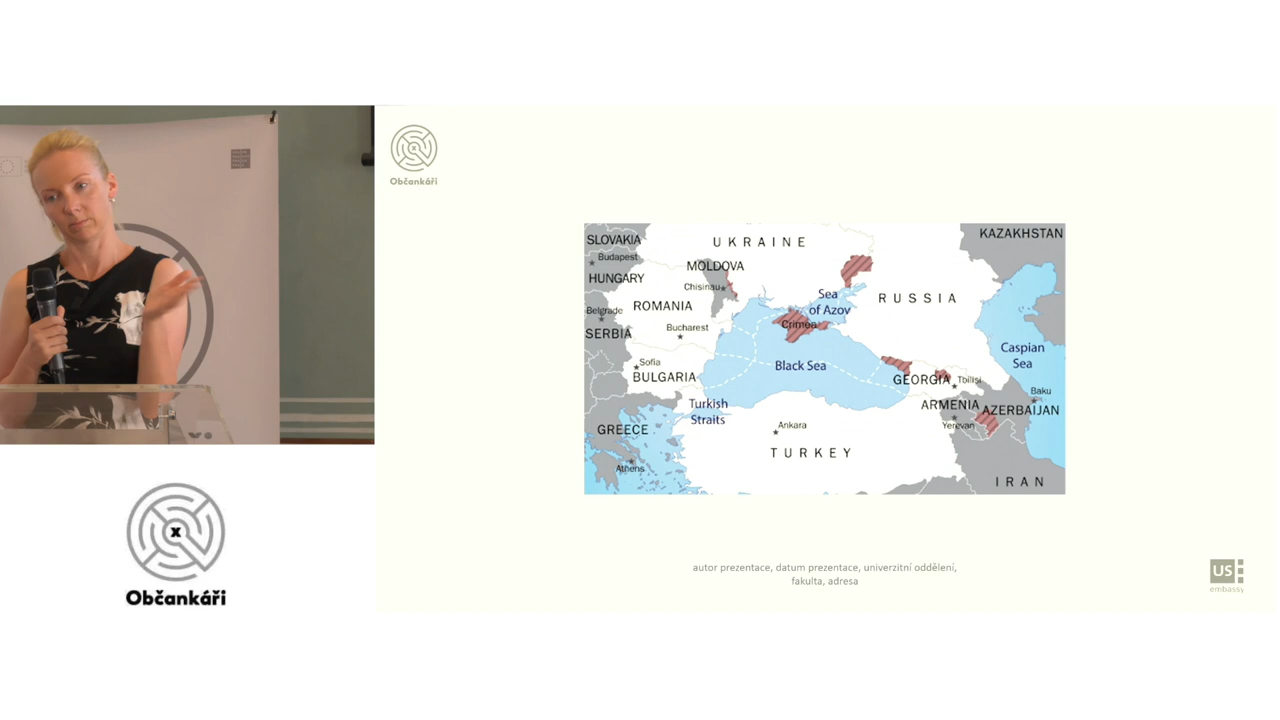 Občankáři
SLOVAKIA
Budapest
HUNGARY
Belgrade
SERBIA
UKRAINE
MOLDOVA
Chisinau
ROMANIA
Bucharest
Sofia
BULGARIA
Turkish
Straits
GREECE
Athens
Sea
of Azov
Crimea
Black Sea
Ankara
TURKEY
RUSSIA
KAZAKHSTAN
Caspian
Sea
GEORGIA
Tbilisi
ARMENIA
Yerevan
Baku
AZERBAIJAN
IRAN
x
Občankáři
autor prezentace, datum prezentace, univerzitní oddělení,
fakulta, adresa
US
embassy